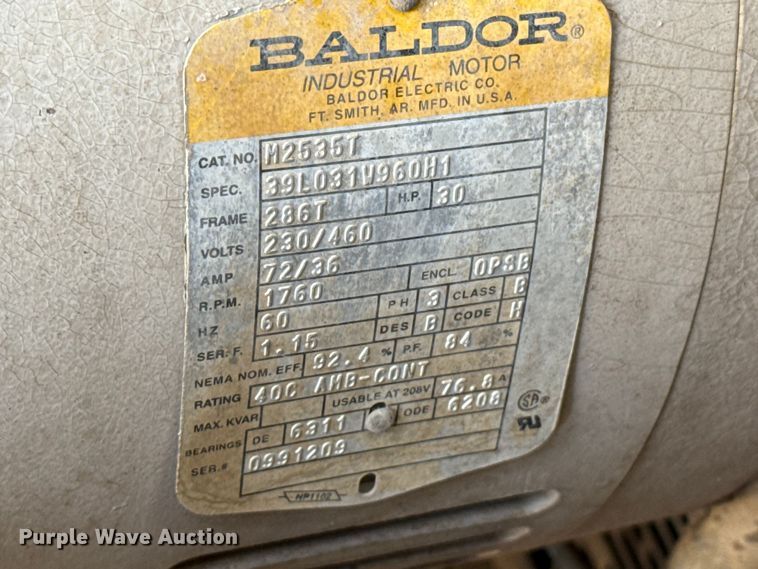 BALDOR®
INDUSTRIAL MOTOR
BALDOR ELECTRIC CO.
FT. SMITH, AR. MFD. IN U.S.A.
CAT. NO. M2535T
SPEC. 39L031W960H1
FRAME 286T H.P. 30
VOLTS 230/460
AMP 72/36
R.P.M. 1760 ENCL. OPSB
HZ 60 PH 3 CLASS B
SER. F. 1.15 DES B CODE H
NEMA NOM. EFF. 92.4 % P.F. 84 %
RATING 40C AMB-CONT
MAX. KVAR USABLE AT 208V 76.8 A
BEARINGS DE 6311 ODE 6208
SER.# 0991209
SA ®
HP1102
Purple Wave Auction